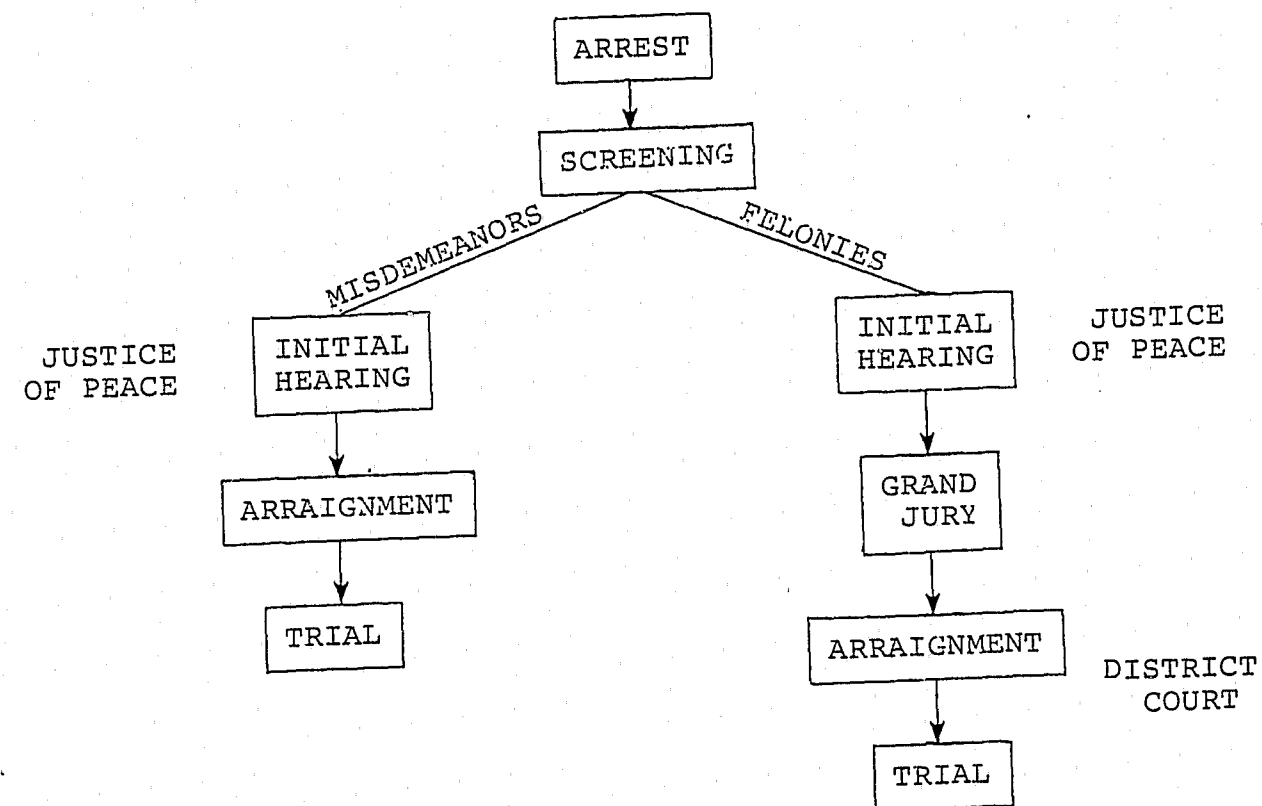 ARREST
SCREENING
MISDEMEANORS
FELONIES
JUSTICE
OF PEACE
INITIAL
HEARING
INITIAL
HEARING
JUSTICE
OF PEACE
ARRAIGNMENT
GRAND
JURY
TRIAL
ARRAIGNMENT
DISTRICT
COURT
TRIAL